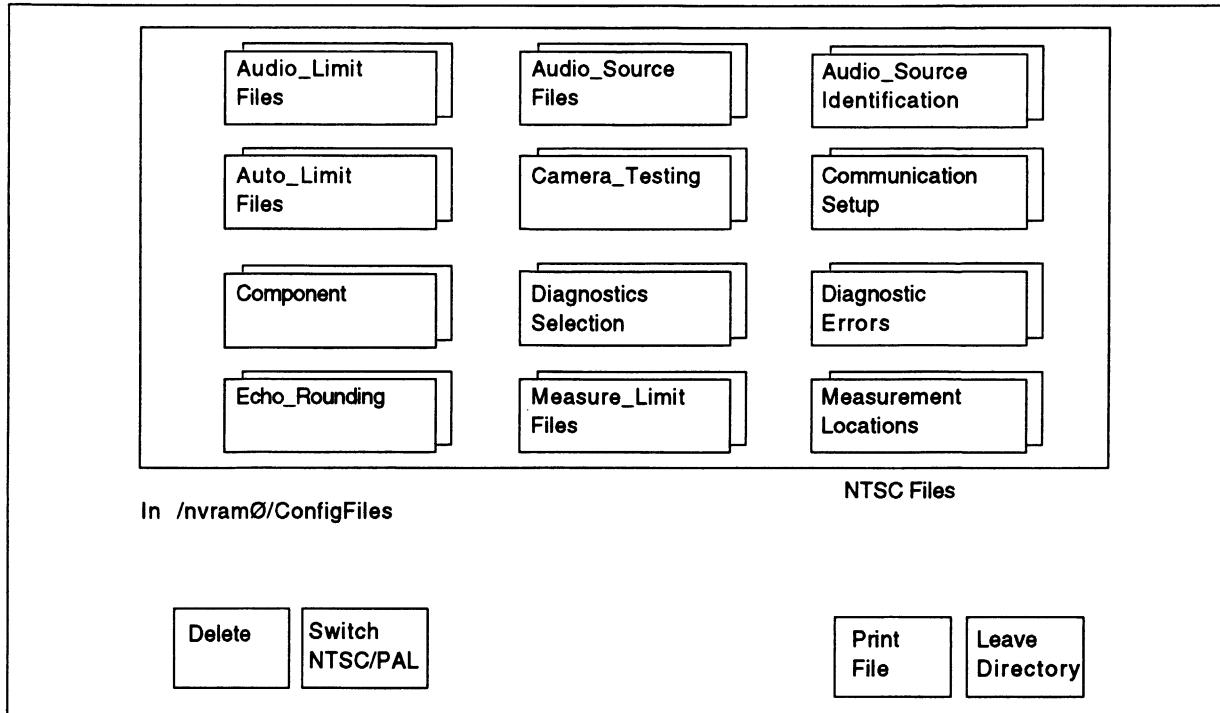 Audio_Limit
Files
Audio_Source
Files
Audio_Source
Identification
Auto_Limit
Files
Camera_Testing
Communication
Setup
Component
Diagnostics
Selection
Diagnostic
Errors
Echo_Rounding
Measure_Limit
Files
Measurement
Locations
NTSC Files
In /nvramØ/ConfigFiles
Delete
Switch
NTSC/PAL
Print
File
Leave
Directory